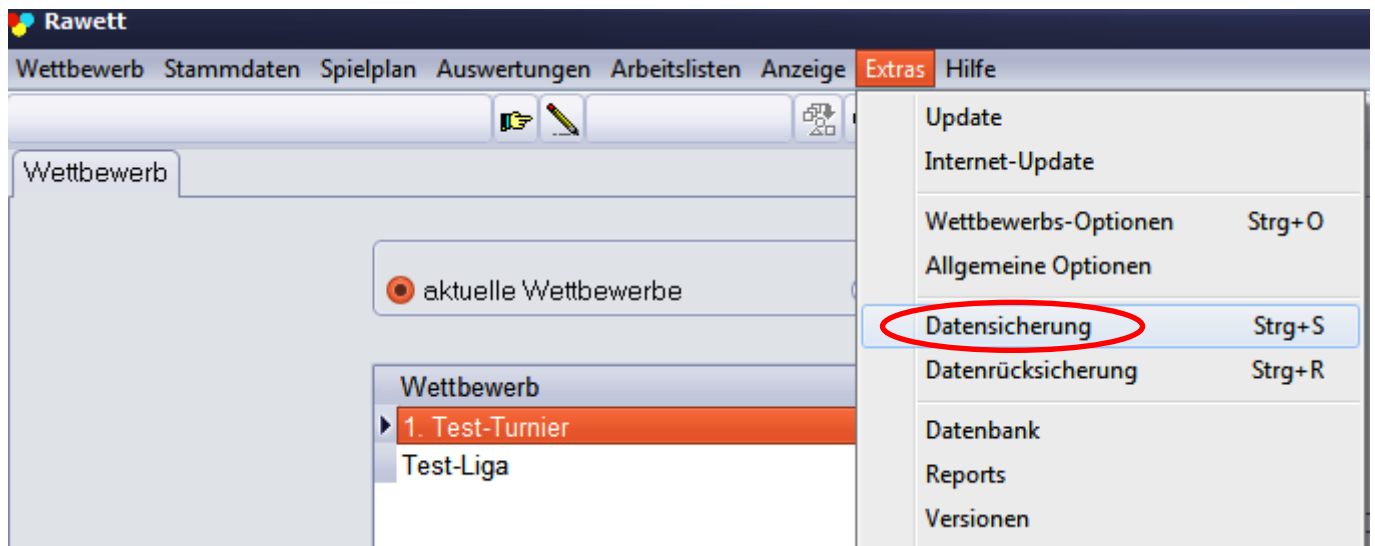 Rawett
Wettbewerb Stammdaten Spielplan Auswertungen Arbeitslisten Anzeige Extras Hilfe
Update
Internet-Update
Wettbewerbs-Optionen Strg+O
Allgemeine Optionen
Datensicherung Strg+S
Datenrücksicherung Strg+R
Datenbank
Reports
Versionen
Wettbewerb
aktuelle Wettbewerbe
Wettbewerb
1. Test-Turnier
Test-Liga